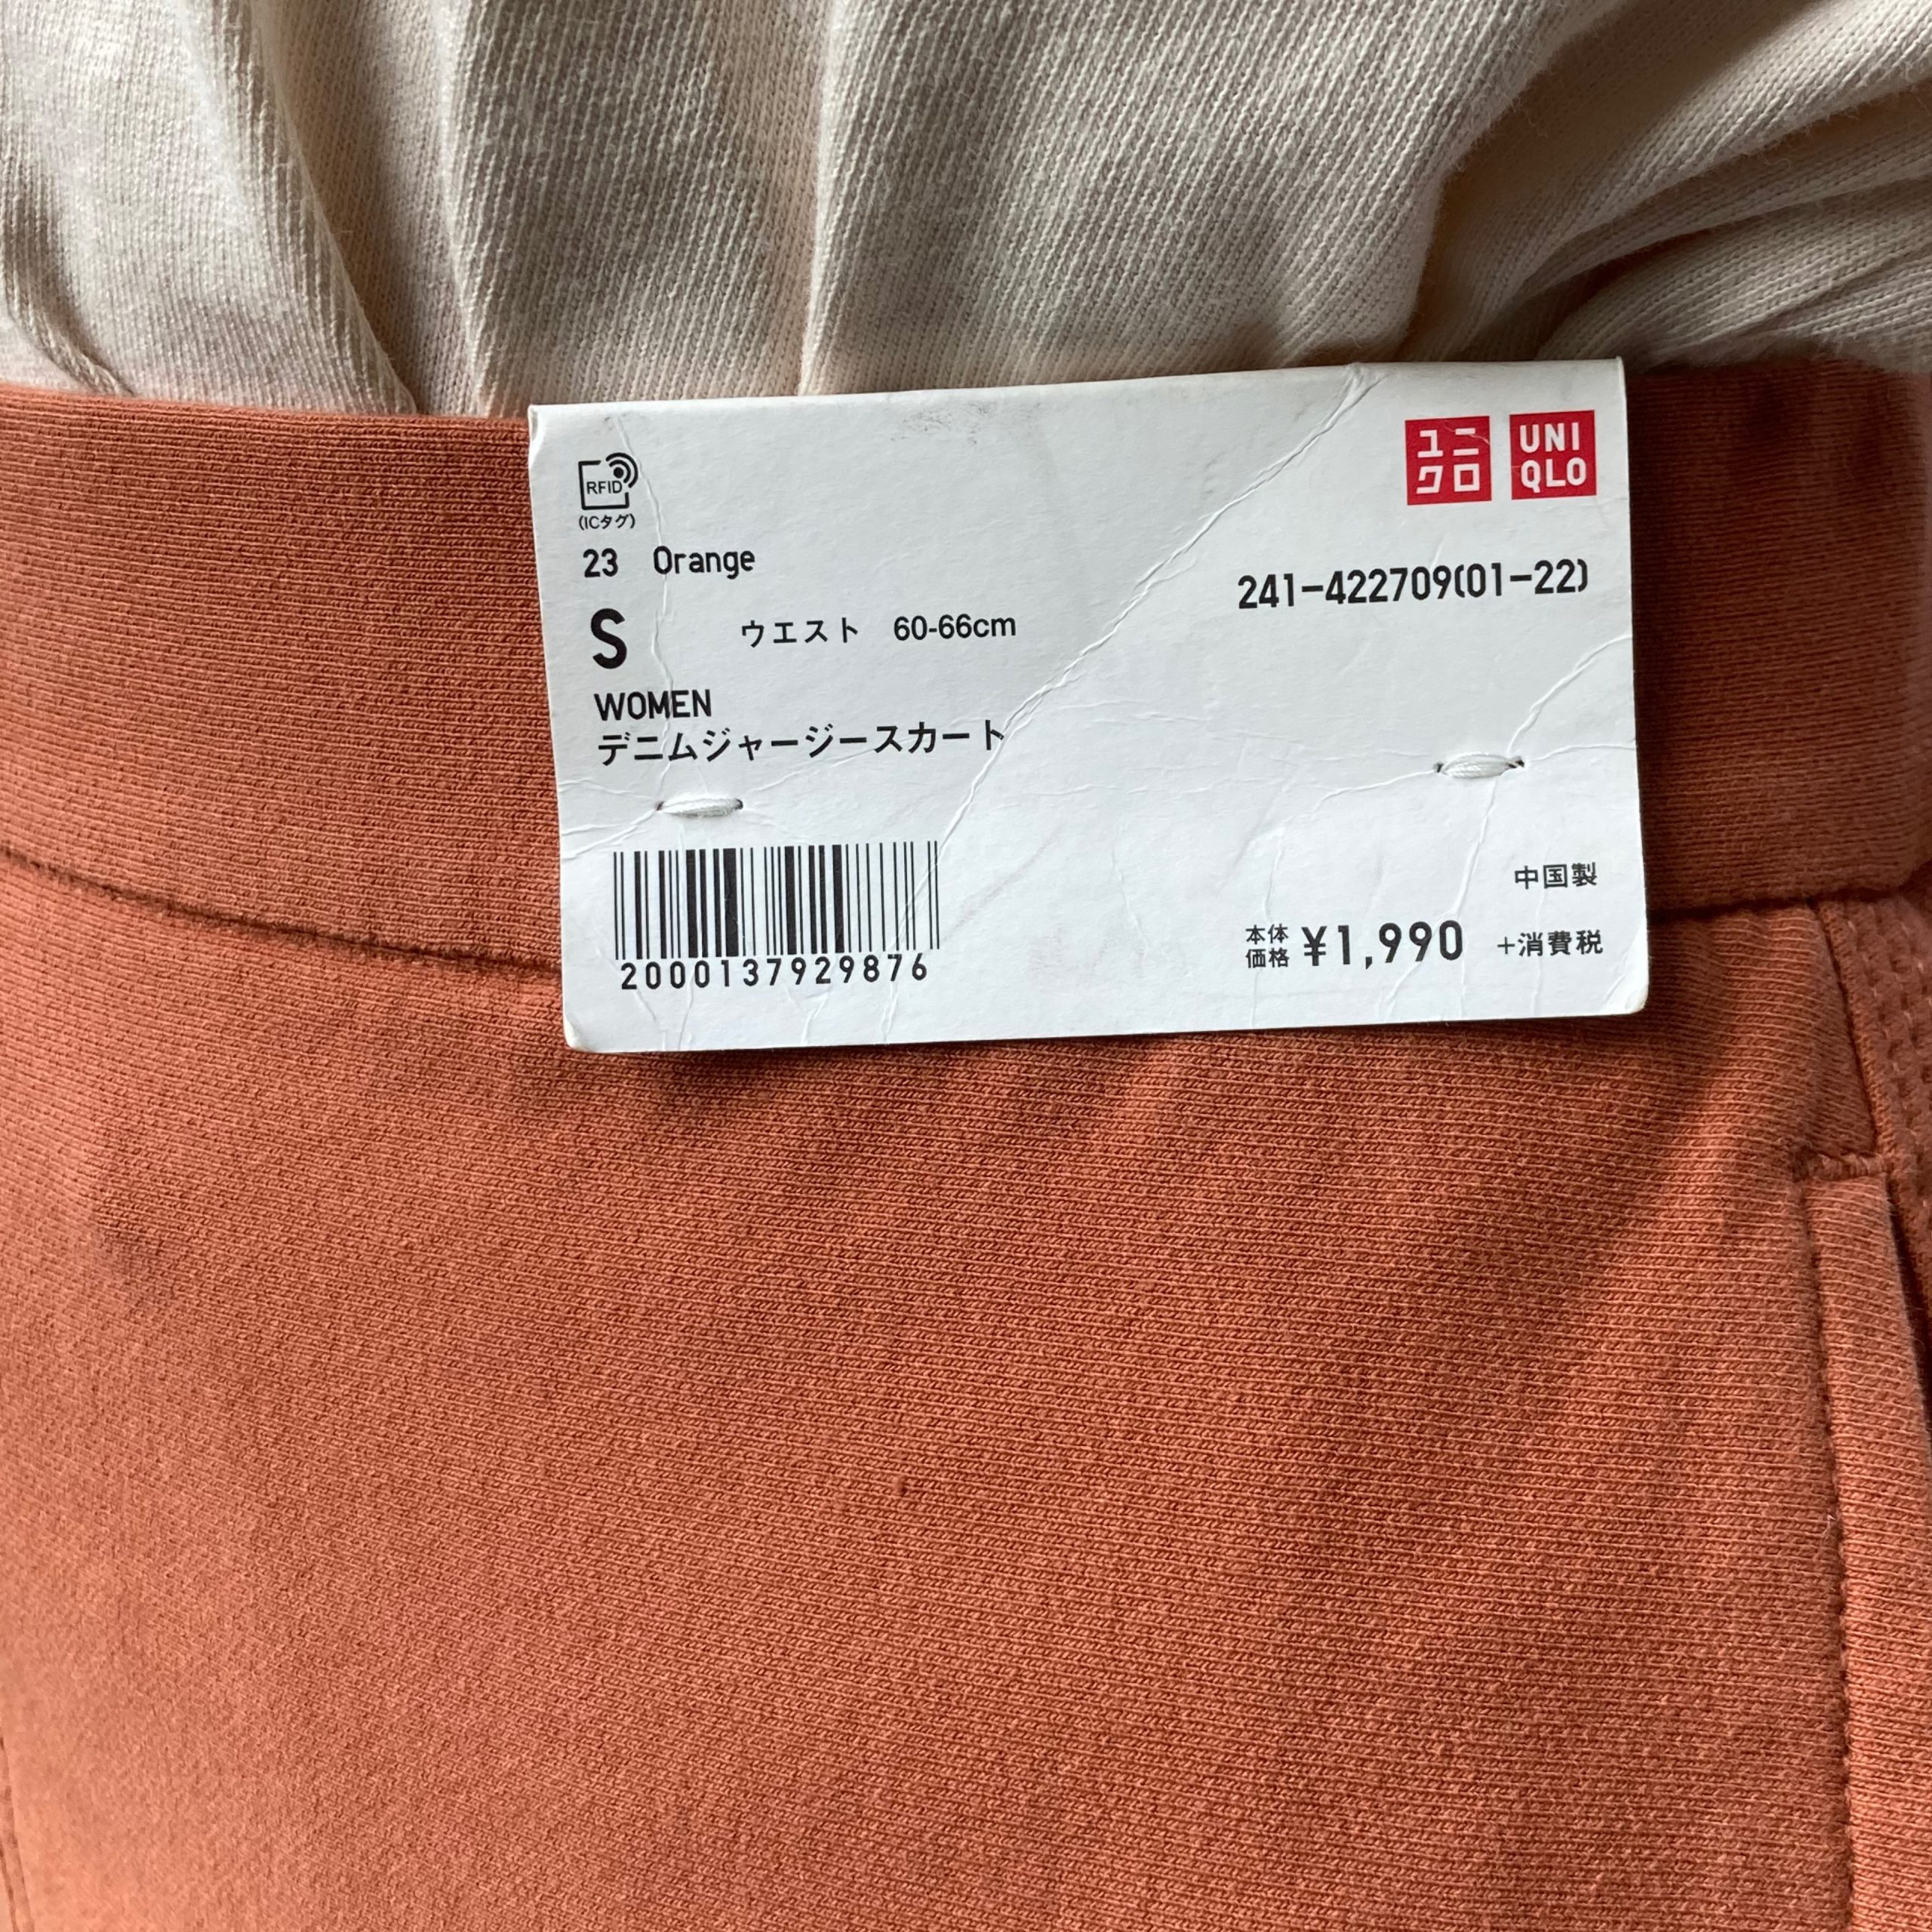 ユニクロ UNIQLO
RFID
(ICタグ)
23 Orange
241-422709(01-22)
S ウエスト 60-66cm
WOMEN
デニムジャージースカート
中国製
2000137929876
本体価格 ¥1,990 +消費税